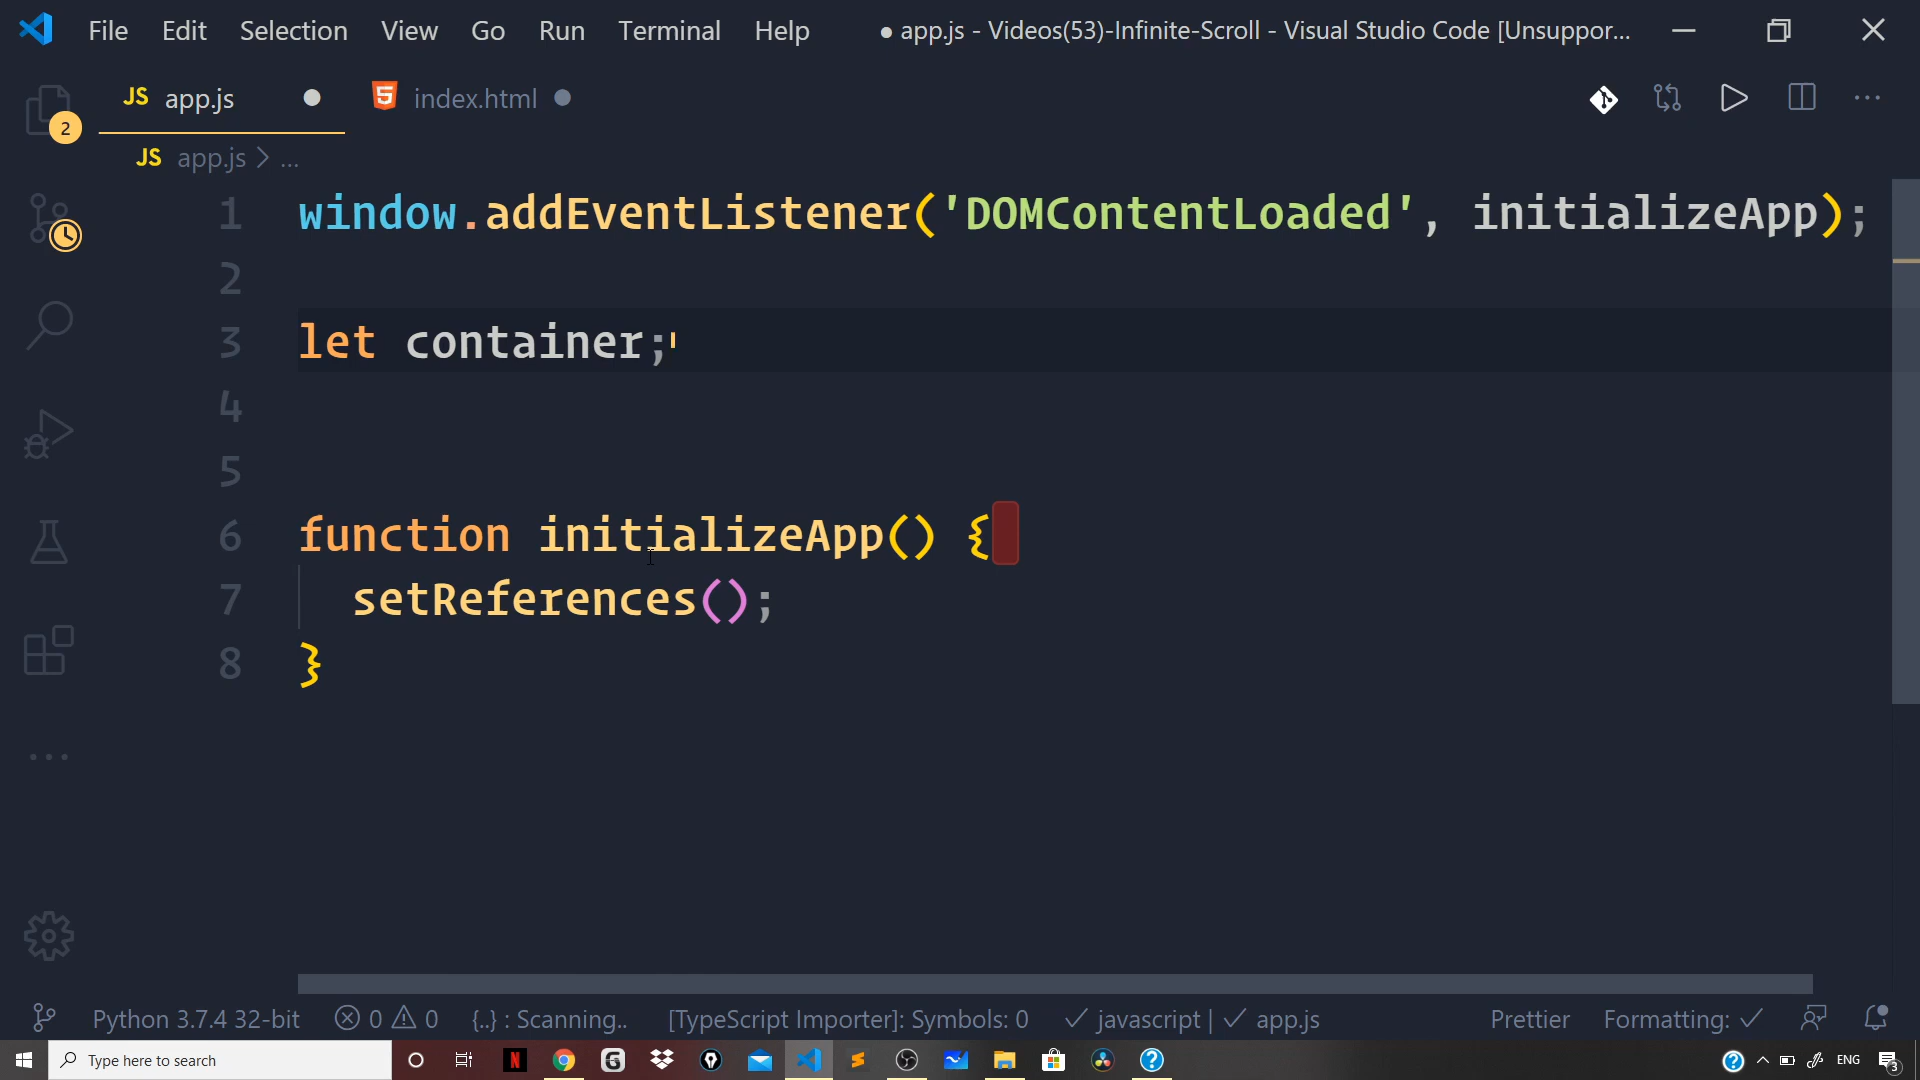 File Edit Selection View Go Run Terminal Help ● app.js - Videos(53)-Infinite-Scroll - Visual Studio Code [Unsuppor...
JS app.js ● index.html ●
2
JS app.js > ...
1 window.addEventListener('DOMContentLoaded', initializeApp);
2
3 let container;
4
5
6 function initializeApp() {
7 setReferences();
8 }
Python 3.7.4 32-bit 0 0 {..} : Scanning.. [TypeScript Importer]: Symbols: 0 ✓ javascript | ✓ app.js Prettier Formatting: ✓
Type here to search N G ENG 3